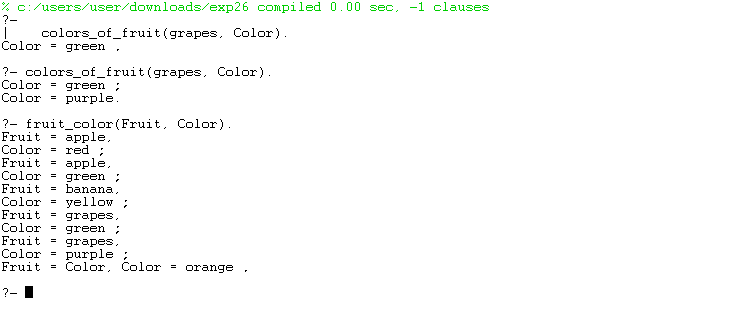 % c:/users/user/downloads/exp26 compiled 0.00 sec, -1 clauses
?-
|    colors_of_fruit(grapes, Color).
Color = green .

?- colors_of_fruit(grapes, Color).
Color = green ;
Color = purple.

?- fruit_color(Fruit, Color).
Fruit = apple,
Color = red ;
Fruit = apple,
Color = green ;
Fruit = banana,
Color = yellow ;
Fruit = grapes,
Color = green ;
Fruit = grapes,
Color = purple ;
Fruit = Color, Color = orange .

?-